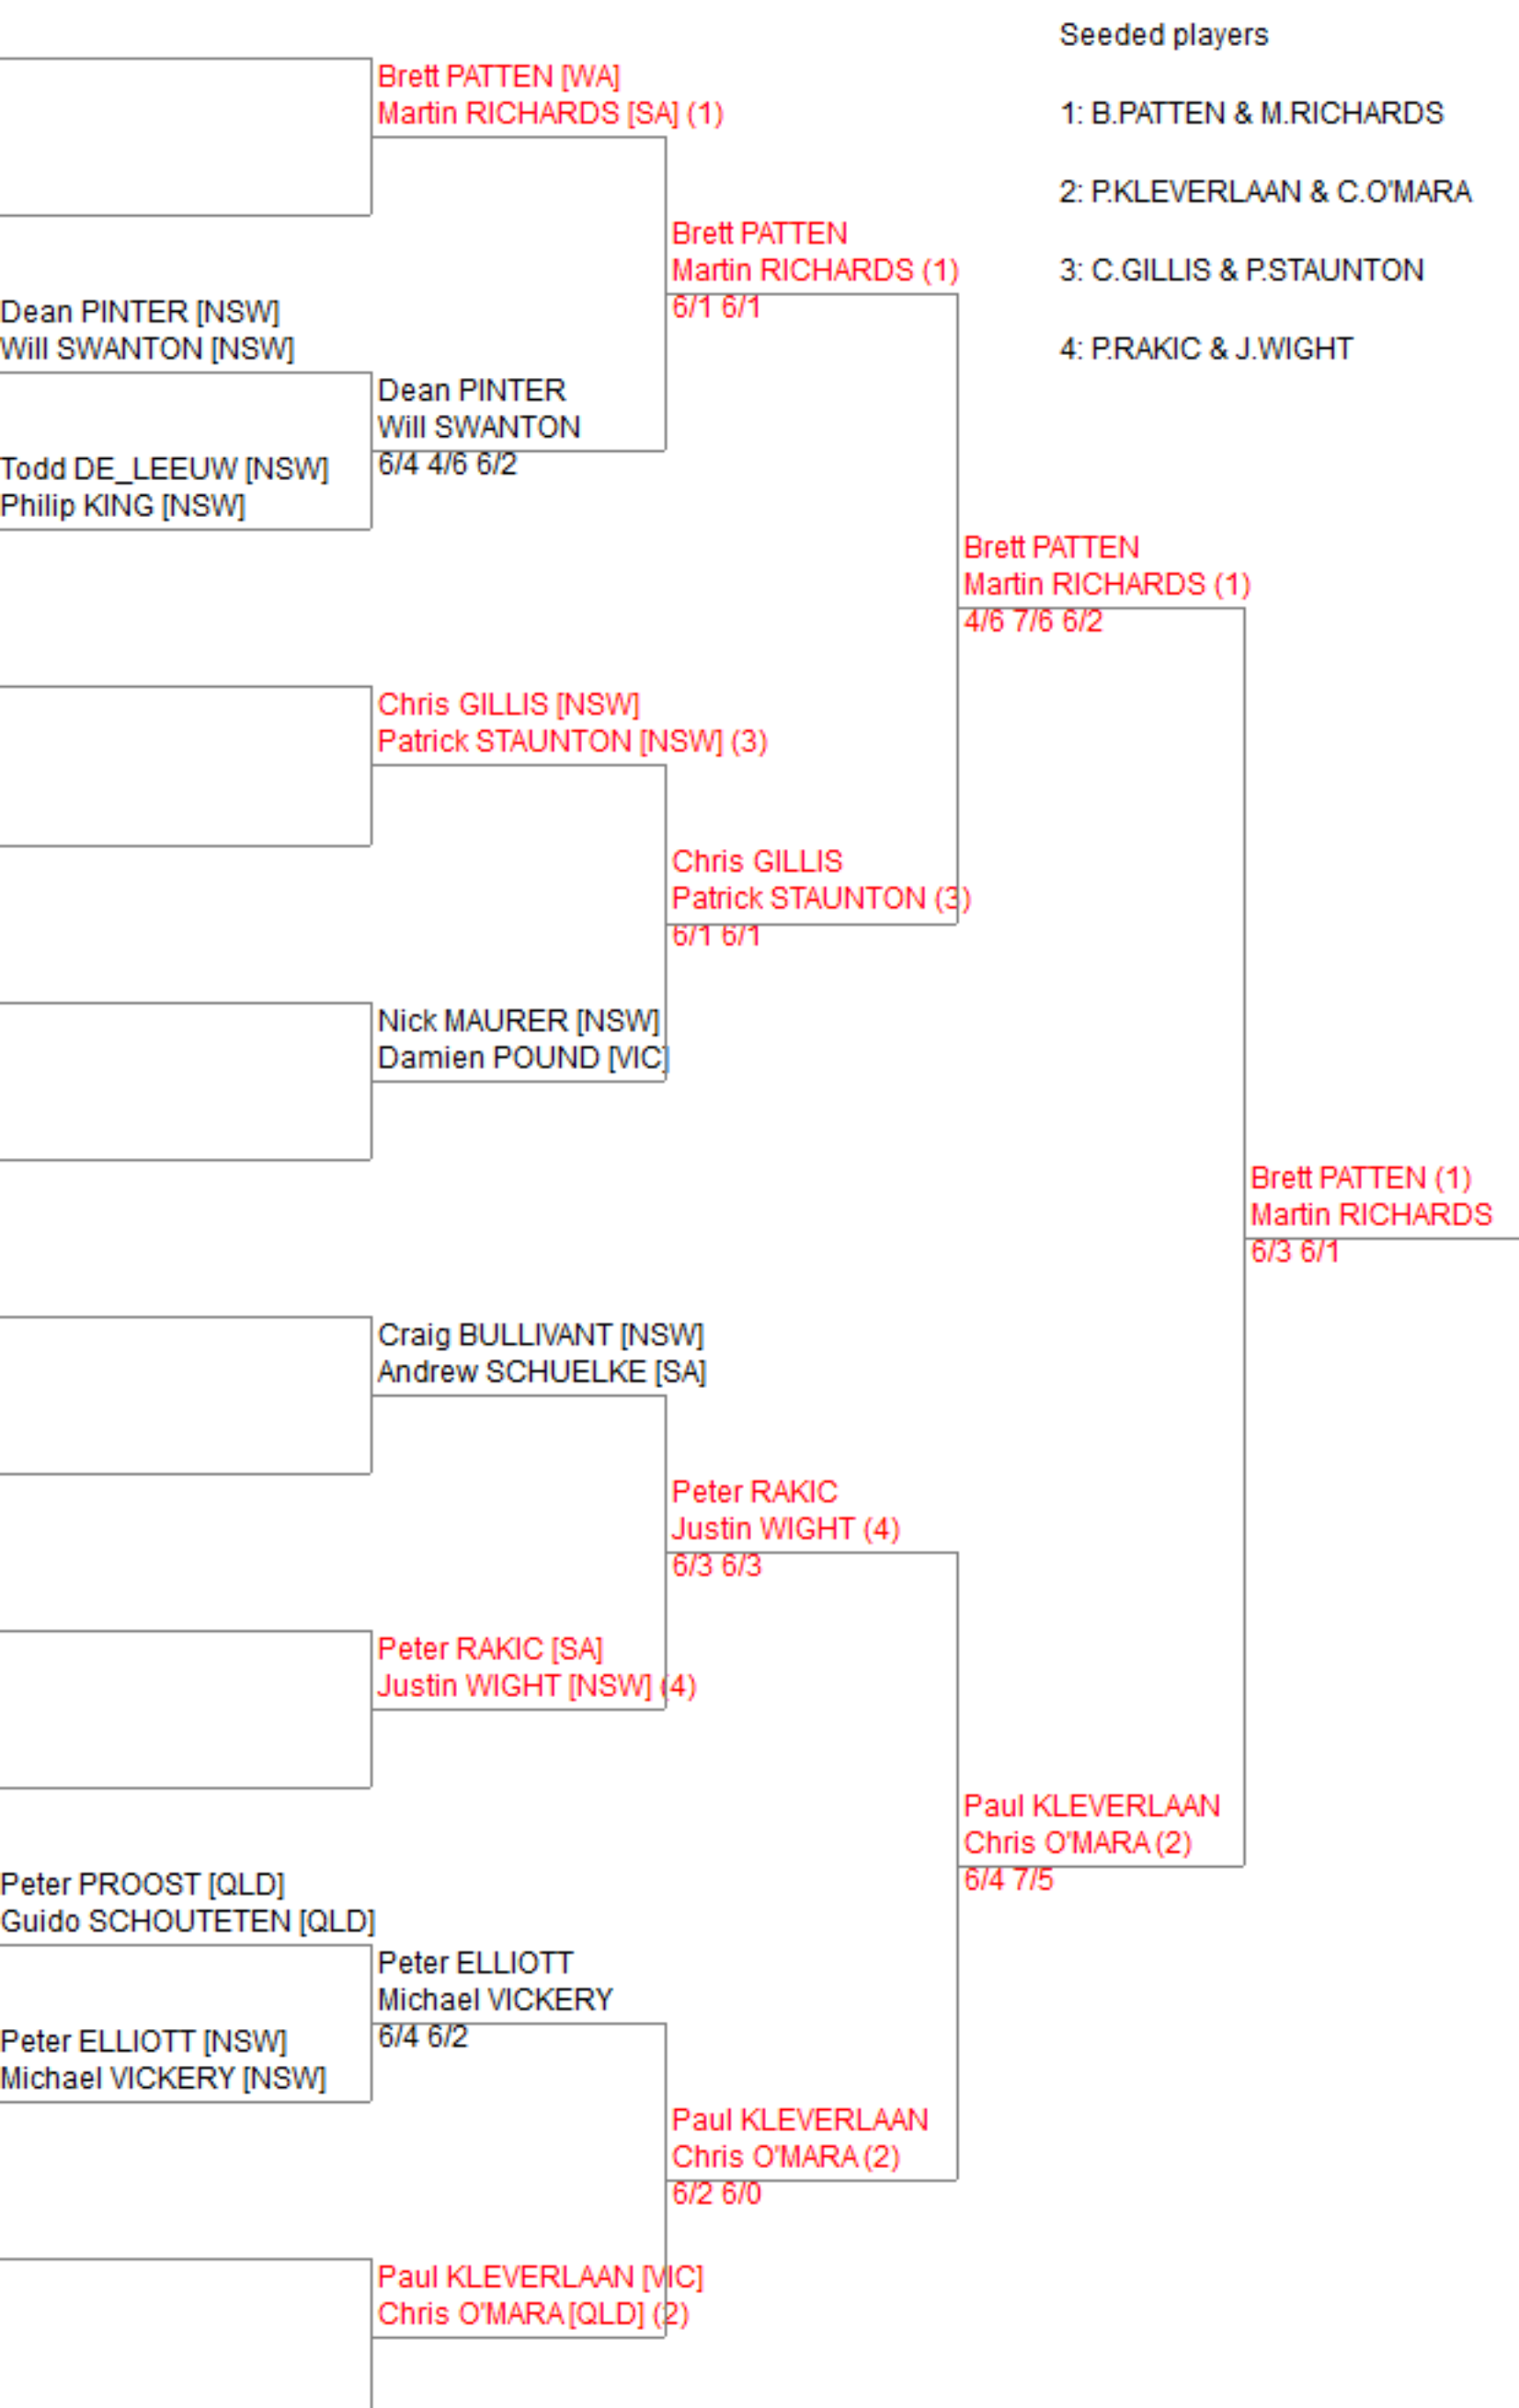 Seeded players
1: B.PATTEN & M.RICHARDS
2: P.KLEVERLAAN & C.O'MARA
3: C.GILLIS & P.STAUNTON
4: P.RAKIC & J.WIGHT
Dean PINTER [NSW]
Will SWANTON [NSW]
Todd DE_LEEUW [NSW]
Philip KING [NSW]
Peter PROOST [QLD]
Guido SCHOUTETEN [QLD]
Peter ELLIOTT [NSW]
Michael VICKERY [NSW]
Brett PATTEN [WA]
Martin RICHARDS [SA] (1)
Dean PINTER
Will SWANTON
6/4 4/6 6/2
Chris GILLIS [NSW]
Patrick STAUNTON [NSW] (3)
Nick MAURER [NSW]
Damien POUND [VIC]
Craig BULLIVANT [NSW]
Andrew SCHUELKE [SA]
Peter RAKIC [SA]
Justin WIGHT [NSW] (4)
Peter ELLIOTT
Michael VICKERY
6/4 6/2
Paul KLEVERLAAN [VIC]
Chris O'MARA [QLD] (2)
Brett PATTEN
Martin RICHARDS (1)
6/1 6/1
Chris GILLIS
Patrick STAUNTON (3)
6/1 6/1
Peter RAKIC
Justin WIGHT (4)
6/3 6/3
Paul KLEVERLAAN
Chris O'MARA (2)
6/2 6/0
Brett PATTEN
Martin RICHARDS (1)
4/6 7/6 6/2
Paul KLEVERLAAN
Chris O'MARA (2)
6/4 7/5
Brett PATTEN (1)
Martin RICHARDS
6/3 6/1